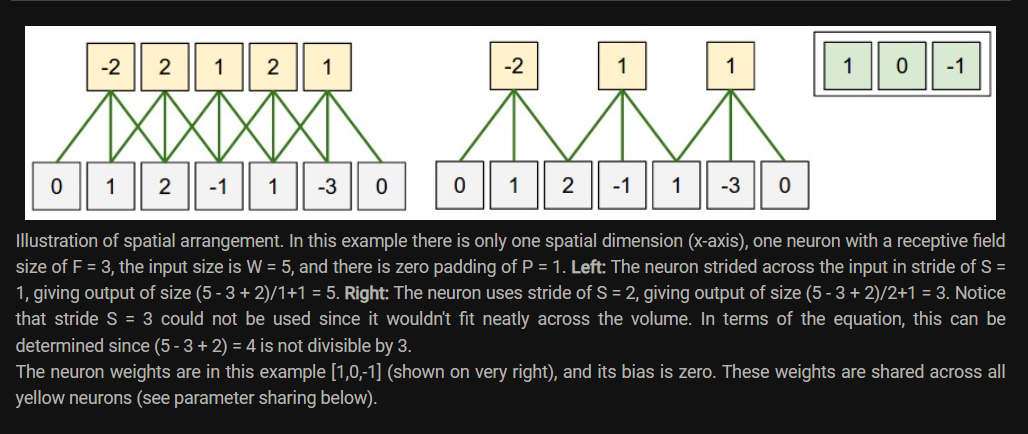 -2 2 1 2 1
0 1 2 -1 1 -3 0
-2 1 1
0 1 2 -1 1 -3 0
1 0 -1
Illustration of spatial arrangement. In this example there is only one spatial dimension (x-axis), one neuron with a receptive field
size of F = 3, the input size is W = 5, and there is zero padding of P = 1. Left: The neuron strided across the input in stride of S =
1, giving output of size (5 - 3 + 2)/1+1 = 5. Right: The neuron uses stride of S = 2, giving output of size (5 - 3 + 2)/2+1 = 3. Notice
that stride S = 3 could not be used since it wouldn't fit neatly across the volume. In terms of the equation, this can be
determined since (5 - 3 + 2) = 4 is not divisible by 3.
The neuron weights are in this example [1,0,-1] (shown on very right), and its bias is zero. These weights are shared across all
yellow neurons (see parameter sharing below).